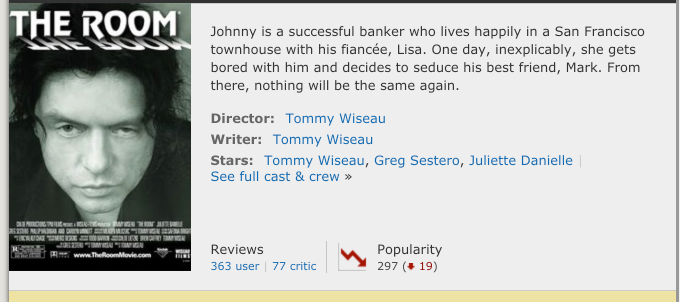 THE ROOM
Johnny is a successful banker who lives happily in a San Francisco
townhouse with his fiancée, Lisa. One day, inexplicably, she gets
bored with him and decides to seduce his best friend, Mark. From
there, nothing will be the same again.
Director: Tommy Wiseau
Writer: Tommy Wiseau
Stars: Tommy Wiseau, Greg Sestero, Juliette Danielle |
See full cast & crew »
www.TheRoomMovie.com
Reviews
363 user | 77 critic
Popularity
297 (19)